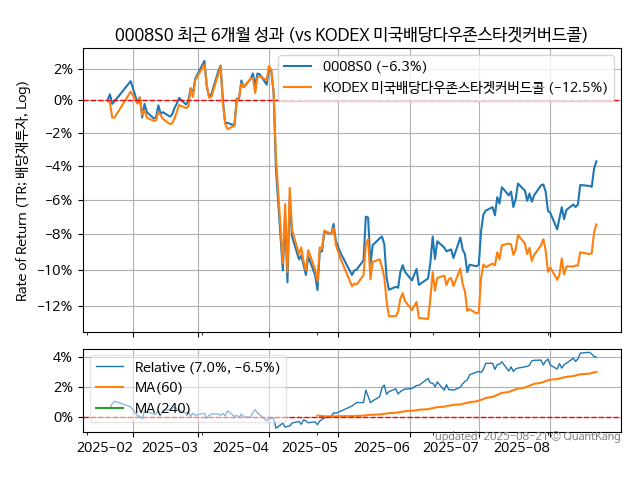 0008S0 최근 6개월 성과 (vs KODEX 미국배당다우존스타겟커버드콜)
Rate of Return (TR: 배당재투자, Log)
2%
0%
−2%
−4%
−6%
−8%
−10%
−12%
0008S0 (−6.3%)
KODEX 미국배당다우존스타겟커버드콜 (−12.5%)
4%
2%
0%
Relative (7.0%, −6.5%)
MA(60)
MA(240)
2025-02 2025-03 2025-04 2025-05 2025-06 2025-07 2025-08
updated: 2025-08-21 © QuantKang